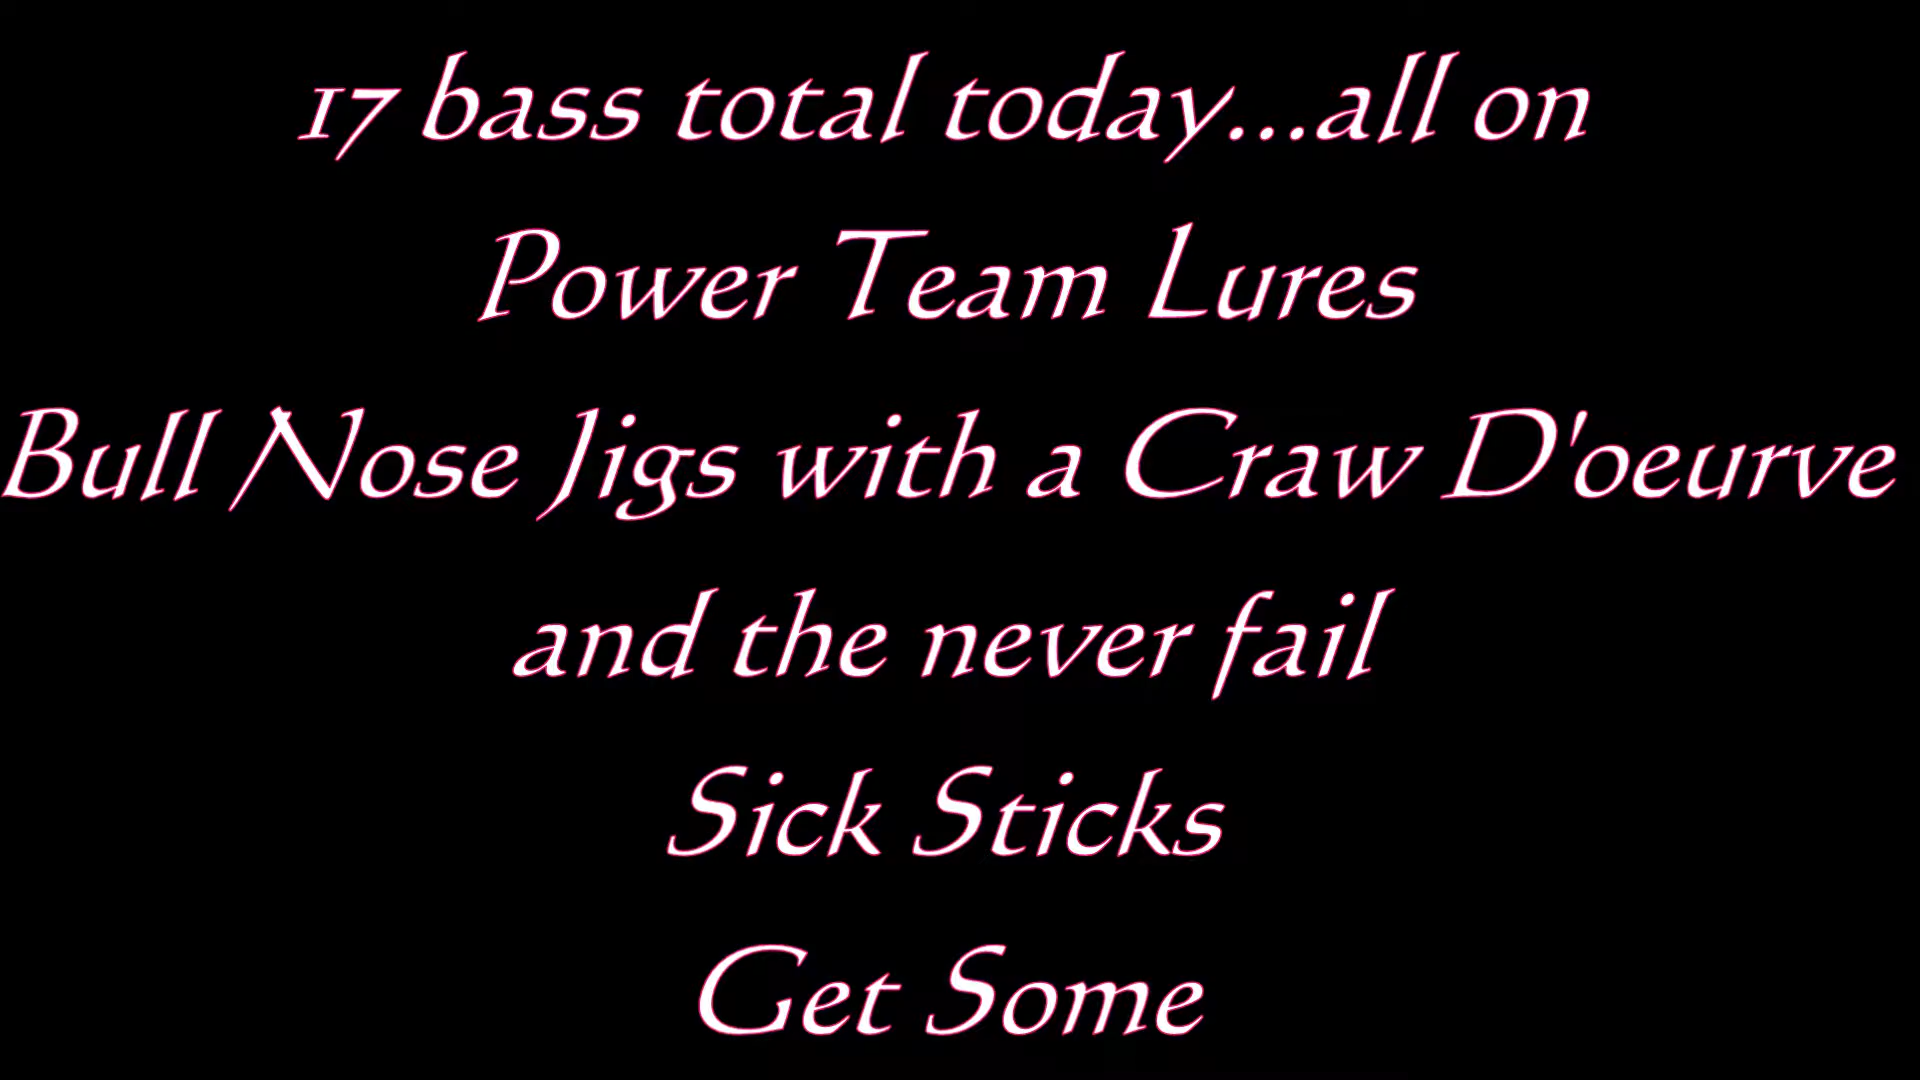 17 bass total today...all on
Power Team Lures
Bull Nose Jigs with a Craw D'oeurve
and the never fail
Sick Sticks
Get Some